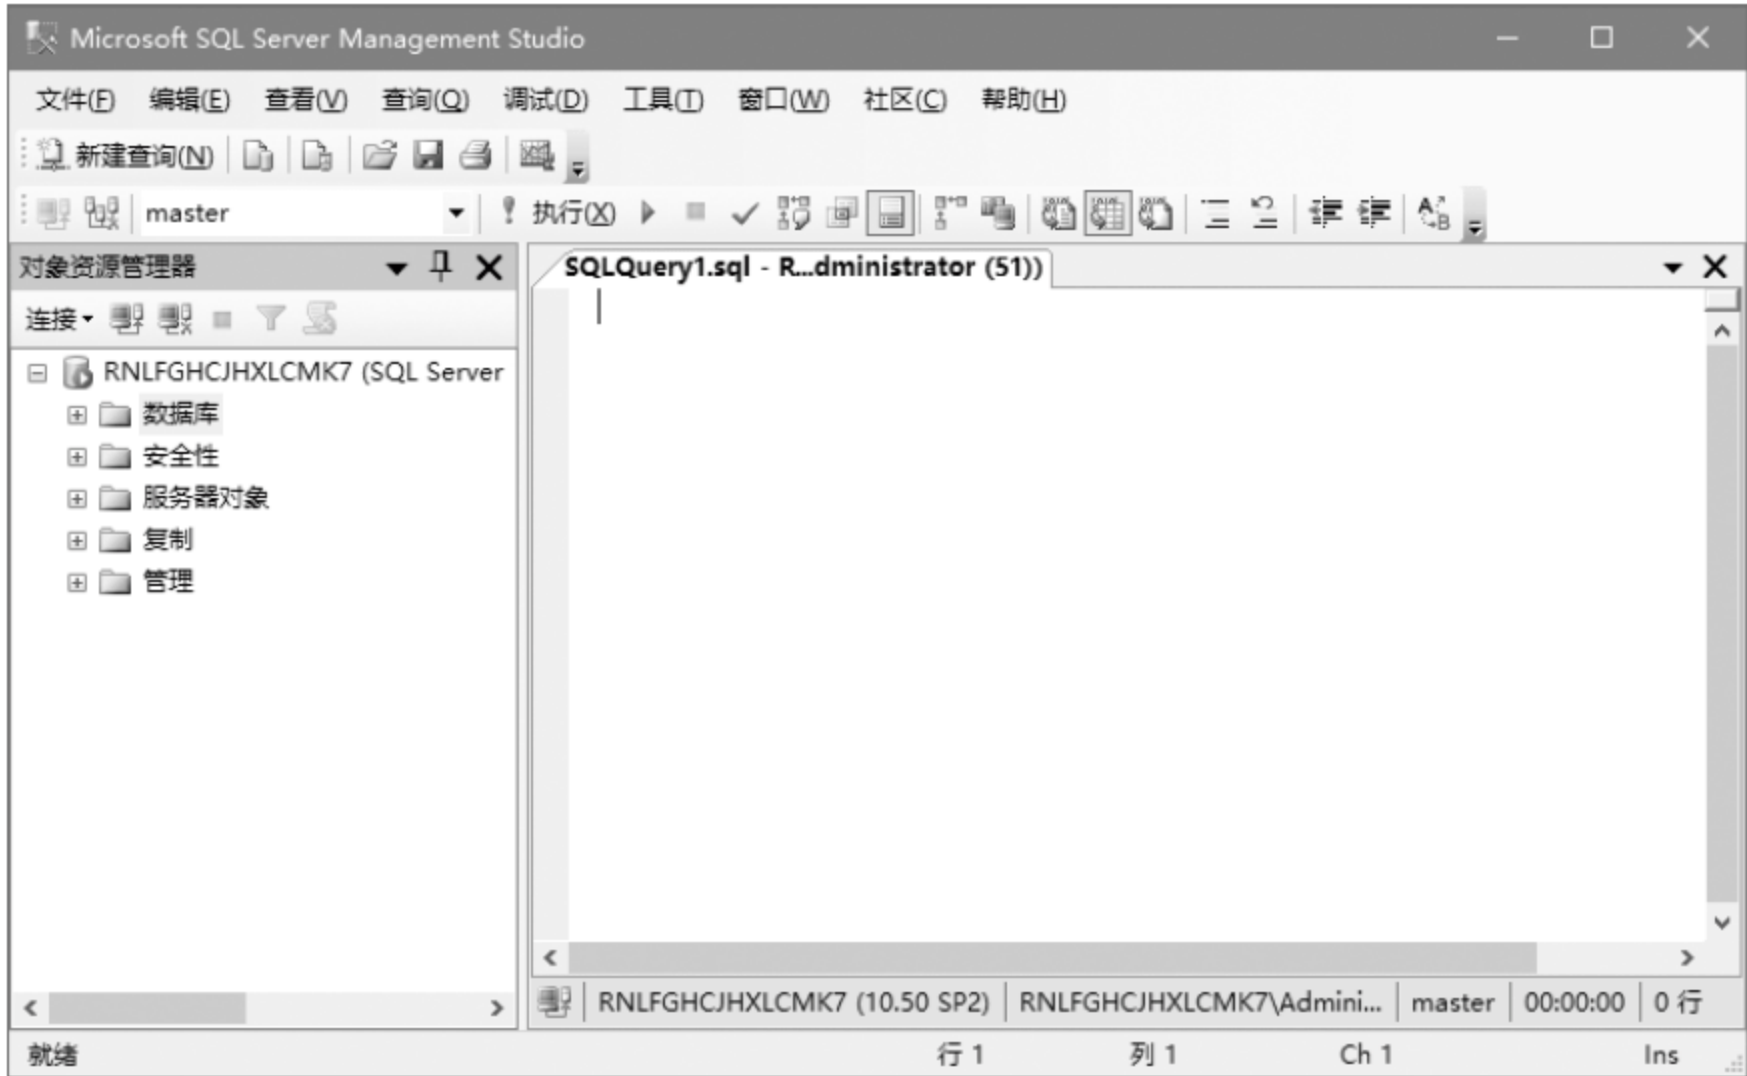 Microsoft SQL Server Management Studio
文件(F) 编辑(E) 查看(V) 查询(Q) 调试(D) 工具(T) 窗口(W) 社区(C) 帮助(H)
新建查询(N)
master 执行(X)
对象资源管理器
SQLQuery1.sql - R...dministrator (51))
连接
RNLFGHCJHXLCMK7 (SQL Server
数据库
安全性
服务器对象
复制
管理
RNLFGHCJHXLCMK7 (10.50 SP2) RNLFGHCJHXLCMK7\Admini... master 00:00:00 0 行
就绪 行 1 列 1 Ch 1 Ins